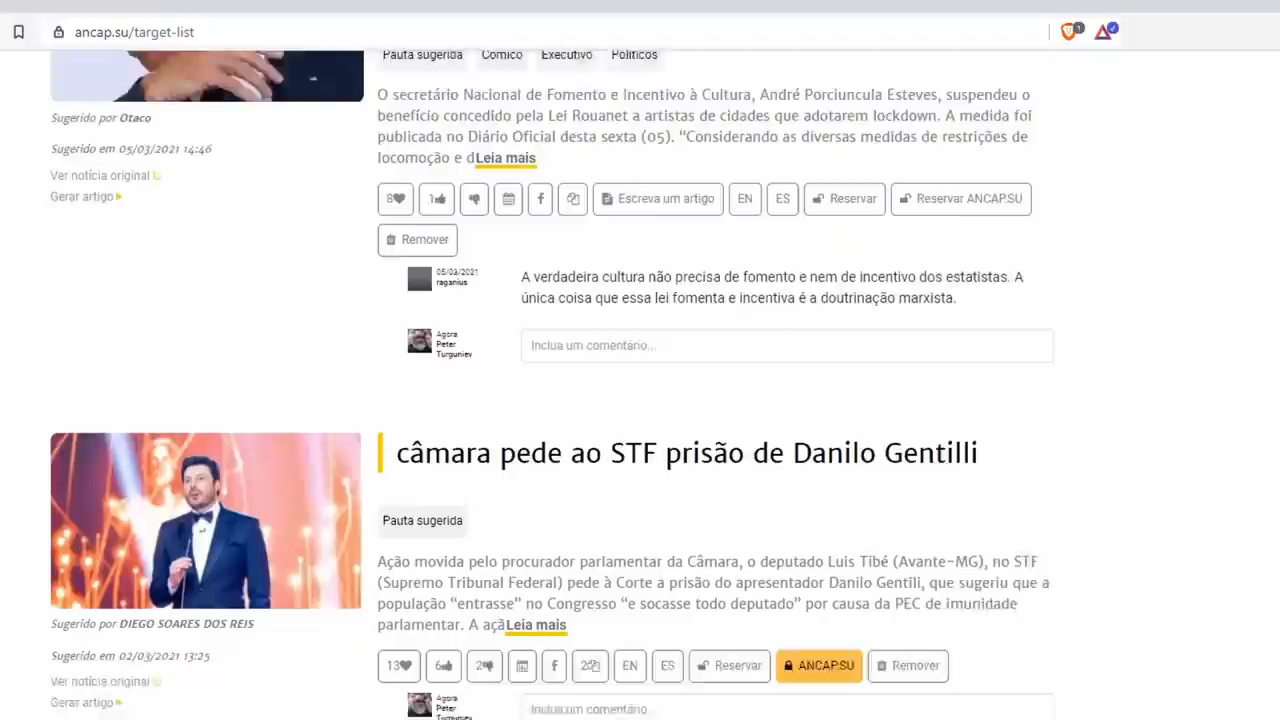 ancap.su/target-list
1
Pauta sugerida Cômico Executivo Políticos
Sugerido por Otaco
Sugerido em 05/03/2021 14:46
Ver notícia original
Gerar artigo
O secretário Nacional de Fomento e Incentivo à Cultura, André Porciuncula Esteves, suspendeu o
benefício concedido pela Lei Rouanet a artistas de cidades que adotarem lockdown. A medida foi
publicada no Diário Oficial desta sexta (05). “Considerando as diversas medidas de restrições de
locomoção e dLeia mais
8 1 Escreva um artigo EN ES Reservar Reservar ANCAP.SU
Remover
05/03/2021
raganius
A verdadeira cultura não precisa de fomento e nem de incentivo dos estatistas. A
única coisa que essa lei fomenta e incentiva é a doutrinação marxista.
Agora
Peter
Turguniev
Inclua um comentário...
câmara pede ao STF prisão de Danilo Gentilli
Pauta sugerida
Ação movida pelo procurador parlamentar da Câmara, o deputado Luis Tibé (Avante-MG), no STF
(Supremo Tribunal Federal) pede à Corte a prisão do apresentador Danilo Gentili, que sugeriu que a
população “entrasse” no Congresso “e socasse todo deputado” por causa da PEC de imunidade
parlamentar. A açãLeia mais
Sugerido por DIEGO SOARES DOS REIS
Sugerido em 02/03/2021 13:25
Ver notícia original
Gerar artigo
13 6 2 2 EN ES Reservar ANCAP.SU Remover
Agora
Peter
Turguniev
Inclua um comentário...